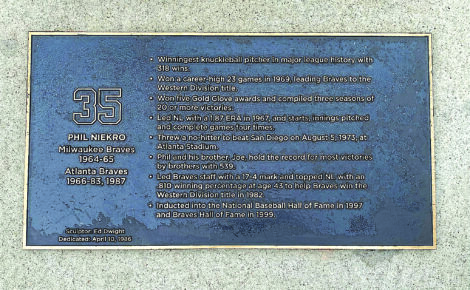 35
PHIL NIEKRO
Milwaukee Braves
1964-65
Atlanta Braves
1966-83, 1987
Sculptor: Ed Dwight
Dedicated: April 10, 1986
• Winningest knuckleball pitcher in major league history with
318 wins.
• Won a career-high 23 games in 1969, leading Braves to the
Western Division title.
• Won five Gold Glove awards and compiled three seasons of
20 or more victories.
• Led NL with a 1.87 ERA in 1967, and starts, innings pitched
and complete games four times.
• Threw a no-hitter to beat San Diego on August 5, 1973, at
Atlanta Stadium.
• Phil and his brother, Joe, hold the record for most victories
by brothers with 539.
• Led Braves staff with a 17-4 mark and topped NL with an
.810 winning percentage at age 43 to help Braves win the
Western Division title in 1982.
• Inducted into the National Baseball Hall of Fame in 1997
and Braves Hall of Fame in 1999.